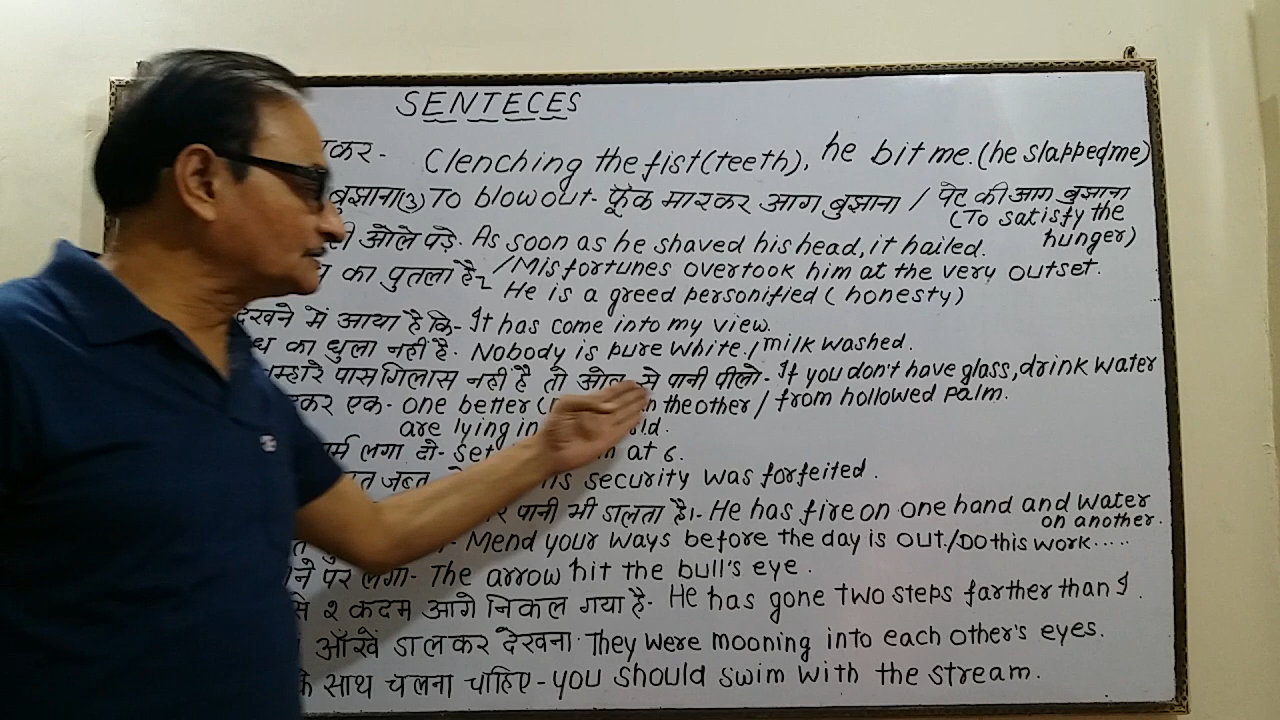 SENTECES
कर - Clenching the fist (teeth), he bit me. (he slapped me)
बुझाना (3) To blow out - फूंक मारकर आग बुझाना / पेट की आग बुझाना
(To satisfy the hunger)
ओले पड़े. As soon as he shaved his head, it hailed.
/ Misfortunes overtook him at the very outset.
का पुतला है - He is a greed personified (honesty)
देखने में आया है कि - It has come into my view.
का धुला नहीं है. Nobody is pure white. / milk washed.
पास गिलास नहीं है तो से पानी पीलो - If you don't have glass, drink water
from hollowed palm.
एक - one better the other /
are lying in
लगा दो - Set at 6.
जब्त security was forfeited.
पानी भी डालता है। - He has fire on one hand and water
on another.
Mend your ways before the day is out. / Do this work .....
पर लगा - The arrow hit the bull's eye.
२ कदम आगे निकल गया है - He has gone two steps farther than I.
आँखें डालकर देखना - They were mooning into each other's eyes.
के साथ चलना चाहिए - you should swim with the stream.